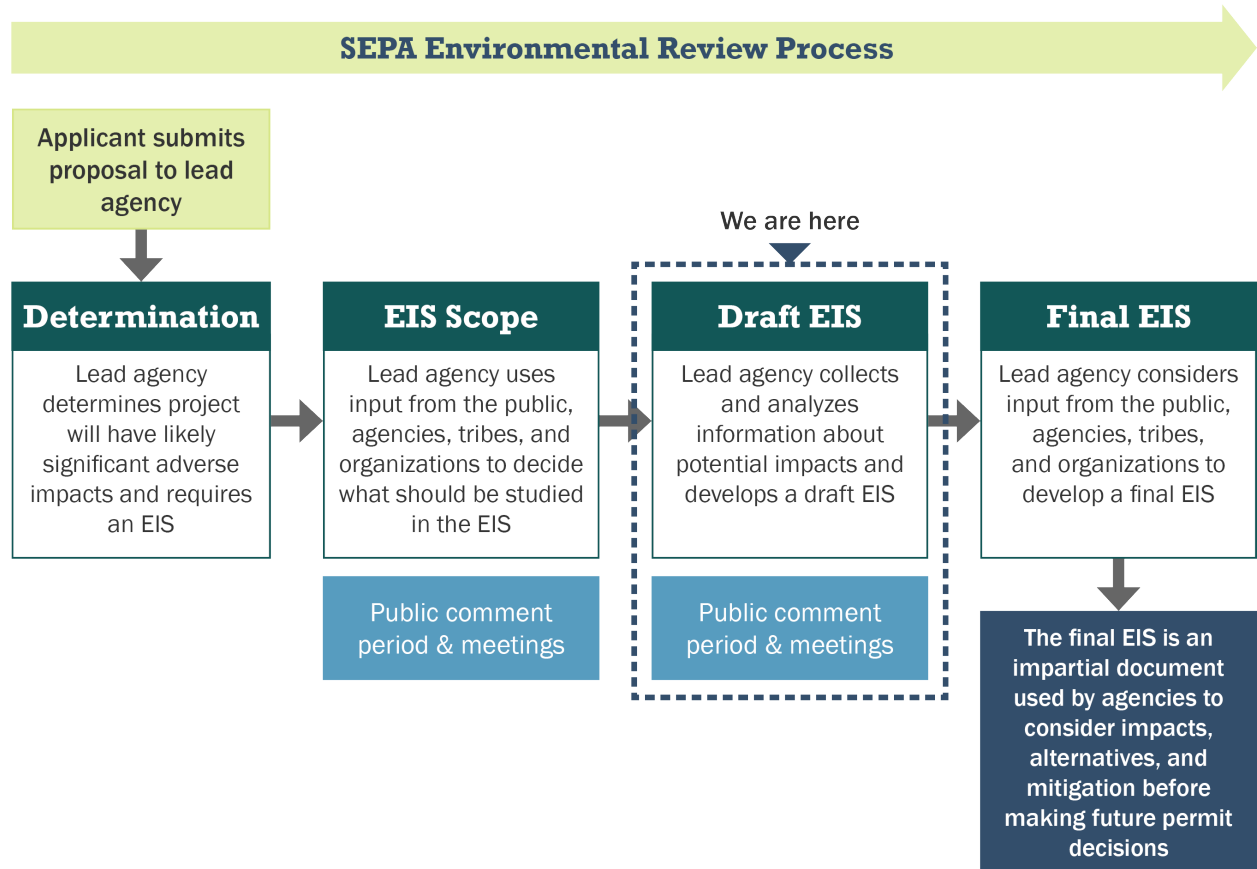 SEPA Environmental Review Process
Applicant submits
proposal to lead
agency
We are here
Determination
Lead agency
determines project
will have likely
significant adverse
impacts and requires
an EIS
EIS Scope
Lead agency uses
input from the public,
agencies, tribes, and
organizations to decide
what should be studied
in the EIS
Public comment
period & meetings
Draft EIS
Lead agency collects
and analyzes
information about
potential impacts and
develops a draft EIS
Public comment
period & meetings
Final EIS
Lead agency considers
input from the public,
agencies, tribes,
and organizations to
develop a final EIS
The final EIS is an
impartial document
used by agencies to
consider impacts,
alternatives, and
mitigation before
making future permit
decisions